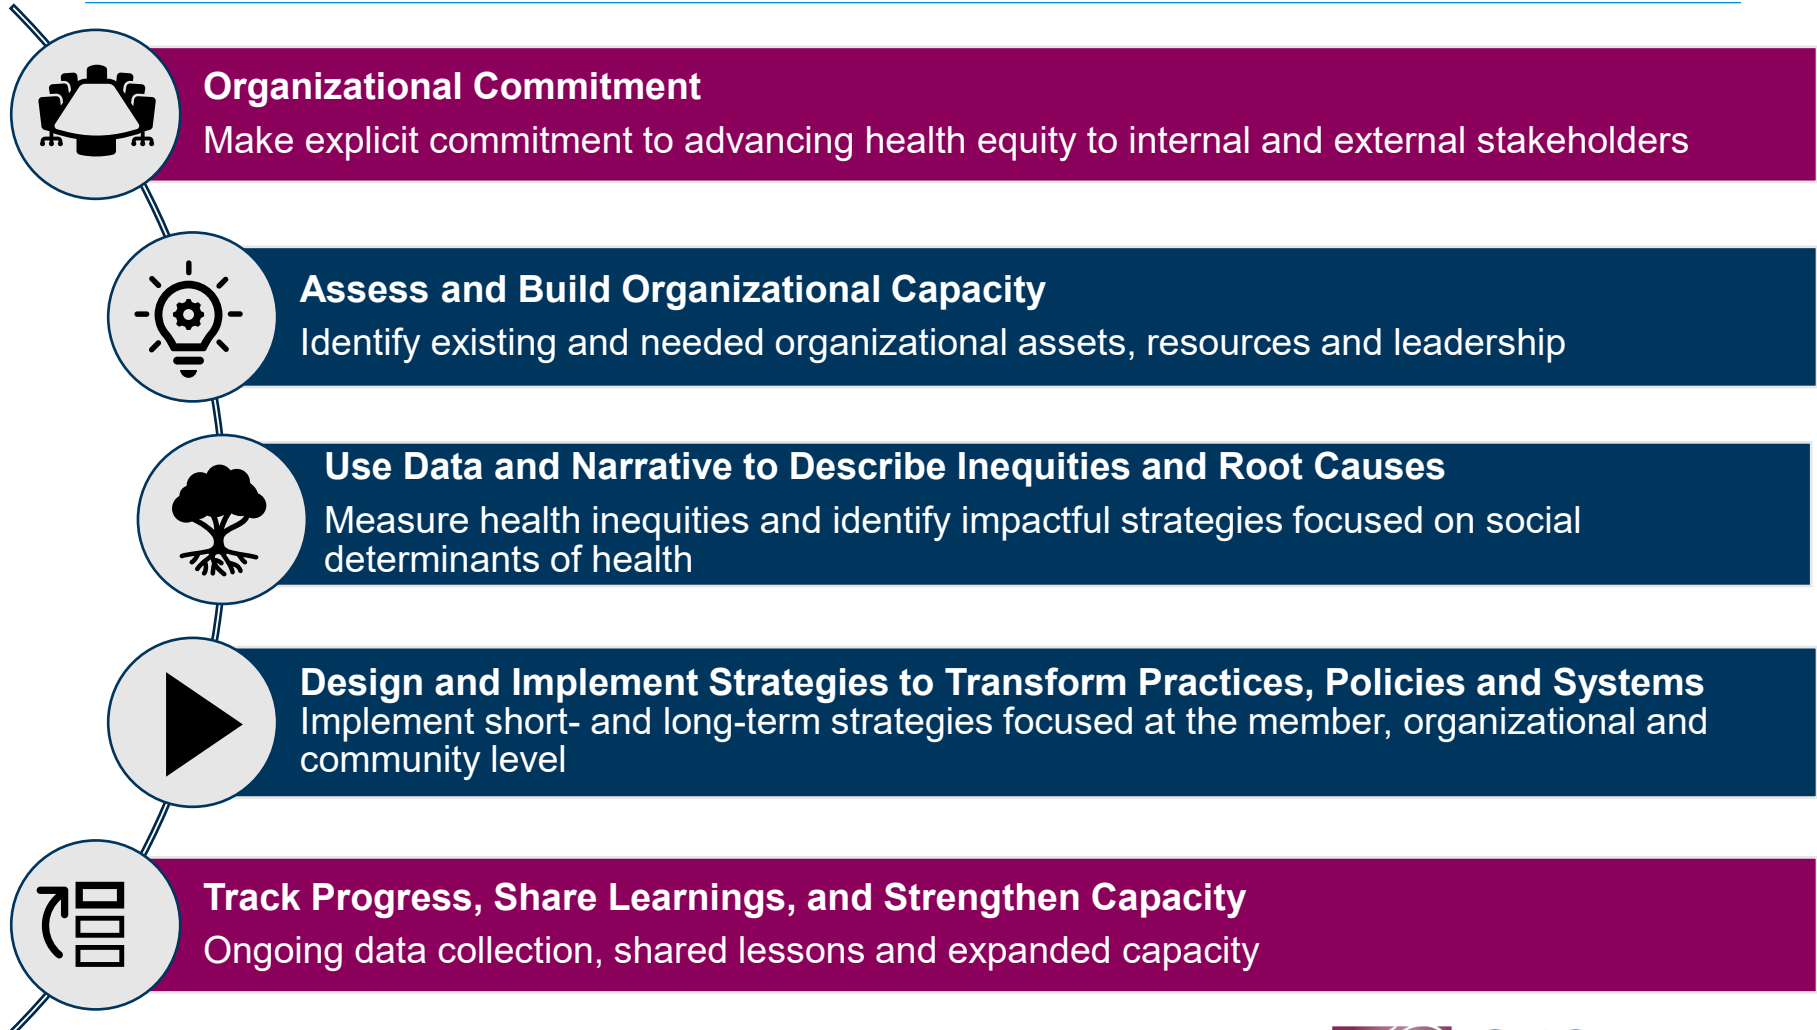 Organizational Commitment
Make explicit commitment to advancing health equity to internal and external stakeholders
Assess and Build Organizational Capacity
Identify existing and needed organizational assets, resources and leadership
Use Data and Narrative to Describe Inequities and Root Causes
Measure health inequities and identify impactful strategies focused on social
determinants of health
Design and Implement Strategies to Transform Practices, Policies and Systems
Implement short- and long-term strategies focused at the member, organizational and
community level
Track Progress, Share Learnings, and Strengthen Capacity
Ongoing data collection, shared lessons and expanded capacity